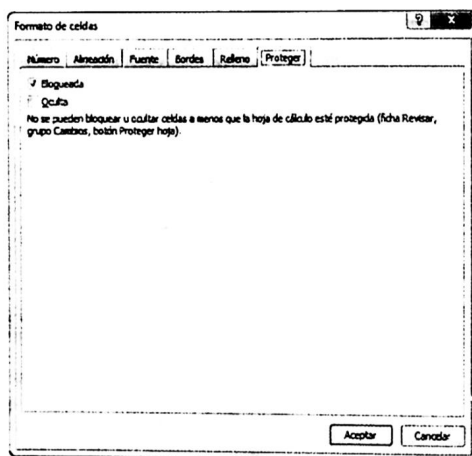 Formato de celdas
Número Alineación Fuente Bordes Relleno Proteger
Bloqueada
Oculta
No se pueden bloquear u ocultar celdas a menos que la hoja de cálculo esté protegida (ficha Revisar,
grupo Cambios, botón Proteger hoja).
Aceptar Cancelar